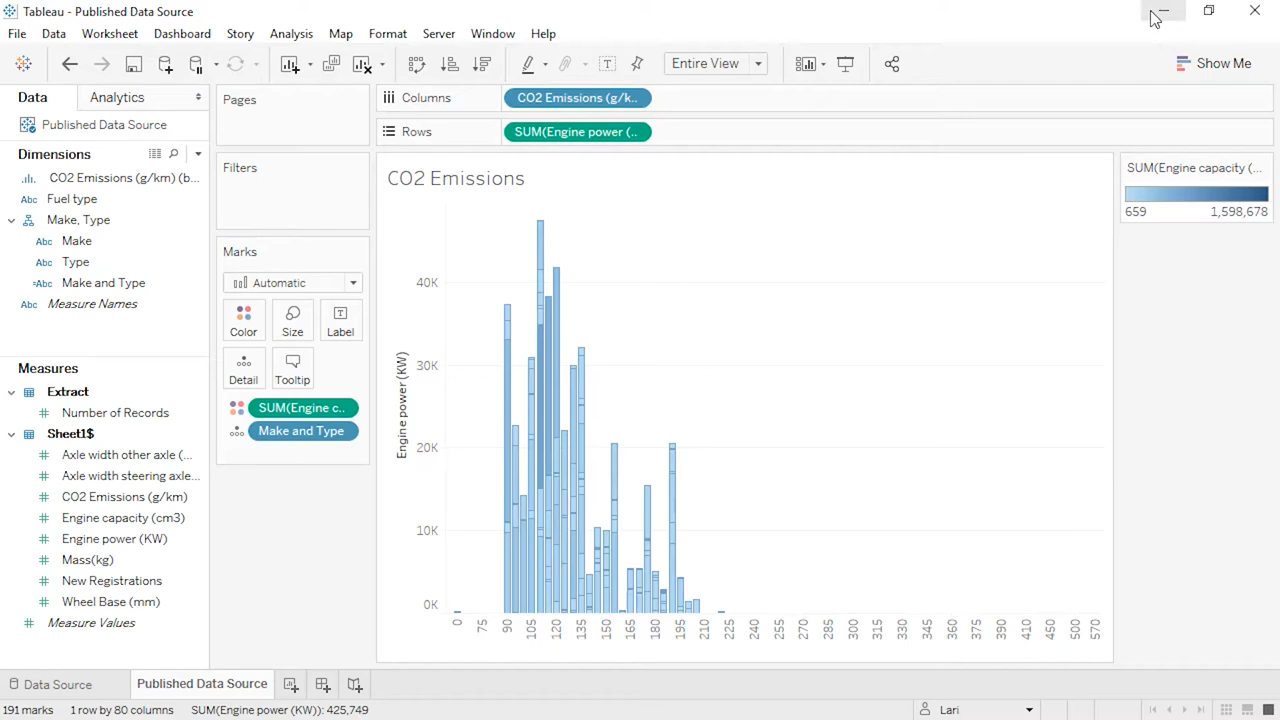 Tableau - Published Data Source
File Data Worksheet Dashboard Story Analysis Map Format Server Window Help
Entire View
Show Me
Data Analytics
Published Data Source
Dimensions
CO2 Emissions (g/km) (b...
Fuel type
Make, Type
Abc Make
Abc Type
=Abc Make and Type
Abc Measure Names
Measures
Extract
Number of Records
Sheet1$
Axle width other axle (...
Axle width steering axle...
CO2 Emissions (g/km)
Engine capacity (cm3)
Engine power (KW)
Mass(kg)
New Registrations
Wheel Base (mm)
Measure Values
Pages
Filters
Marks
Automatic
Color Size Label
Detail Tooltip
SUM(Engine c..
Make and Type
Columns CO2 Emissions (g/k..
Rows SUM(Engine power (..
CO2 Emissions
Engine power (KW)
40K
30K
20K
10K
0K
0 75 90 105 120 135 150 165 180 195 210 225 240 255 270 285 300 315 330 345 360 375 390 410 450 500 570
SUM(Engine capacity (...
659 1,598,678
Data Source Published Data Source
191 marks 1 row by 80 columns SUM(Engine power (KW)): 425,749 Lari